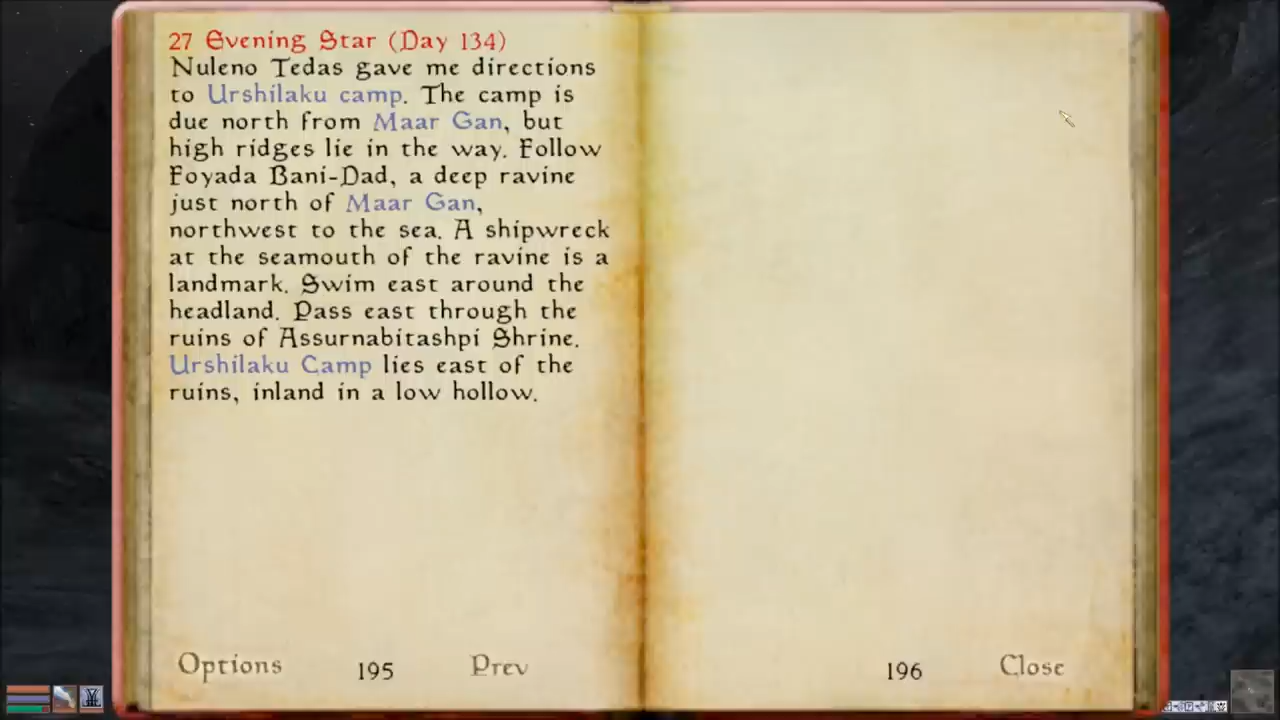 27 Evening Star (Day 134)
Nuleno Tedas gave me directions
to Urshilaku camp. The camp is
due north from Maar Gan, but
high ridges lie in the way. Follow
Foyada Bani-Dad, a deep ravine
just north of Maar Gan,
northwest to the sea. A shipwreck
at the seamouth of the ravine is a
landmark. Swim east around the
headland. Pass east through the
ruins of Assurnabitashpi Shrine.
Urshilaku Camp lies east of the
ruins, inland in a low hollow.
Options 195 Prev
196 Close